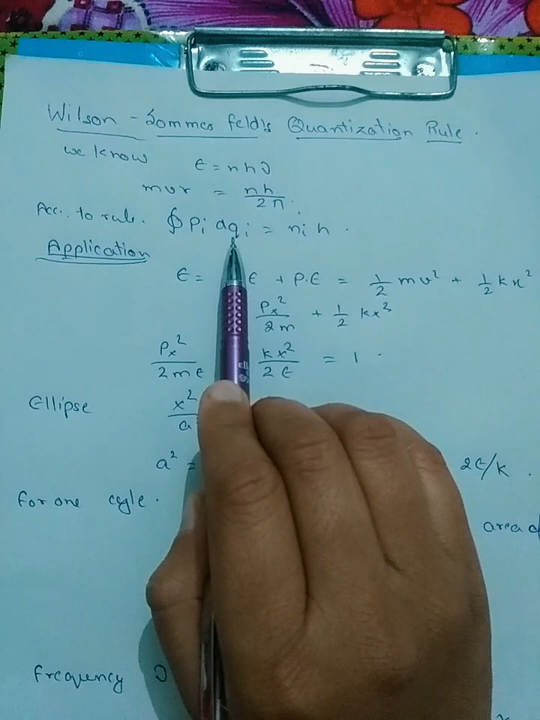 Wilson - Sommerfeld's Quantization Rule.
we know
E = nhν
mvr = nh/2π.
Acc. to rule. ∮ Pi dqi = ni h.
Application
E = E + P.E = 1/2 mv² + 1/2 kx²
Px²/2m + 1/2 kx²
Px²/2mE kx²/2E = 1.
Ellipse x²/a
a² = 2E/k.
for one cycle.
area of
frequency ν